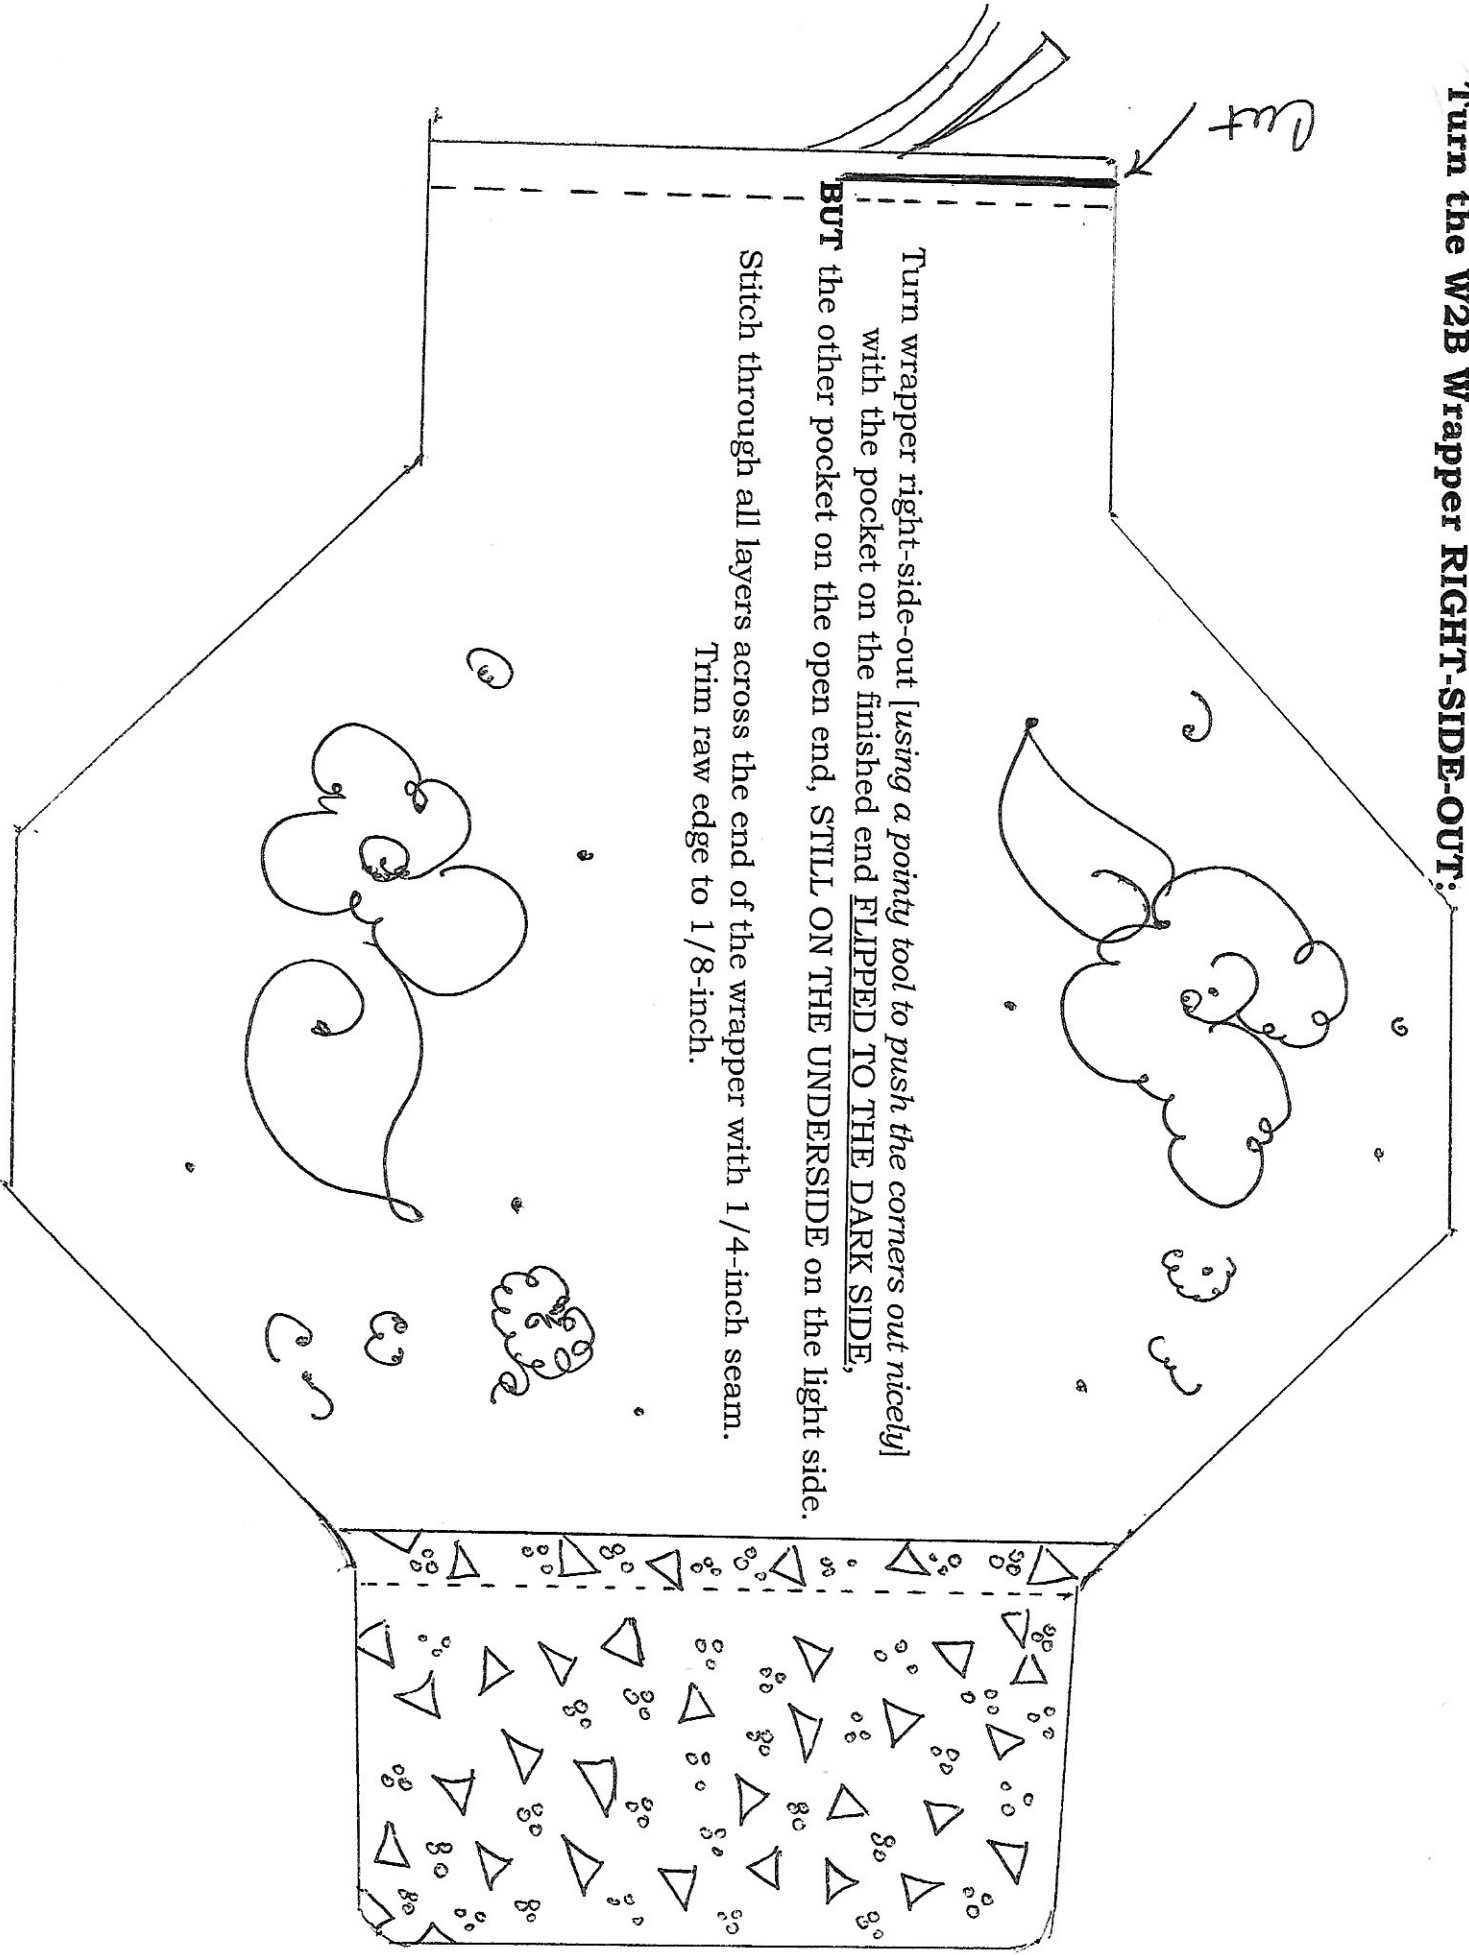 Turn the W2B Wrapper RIGHT-SIDE-OUT:
Cut
Turn wrapper right-side-out [using a pointy tool to push the corners out nicely]
with the pocket on the finished end FLIPPED TO THE DARK SIDE,
BUT the other pocket on the open end, STILL ON THE UNDERSIDE on the light side.
Stitch through all layers across the end of the wrapper with 1/4-inch seam.
Trim raw edge to 1/8-inch.